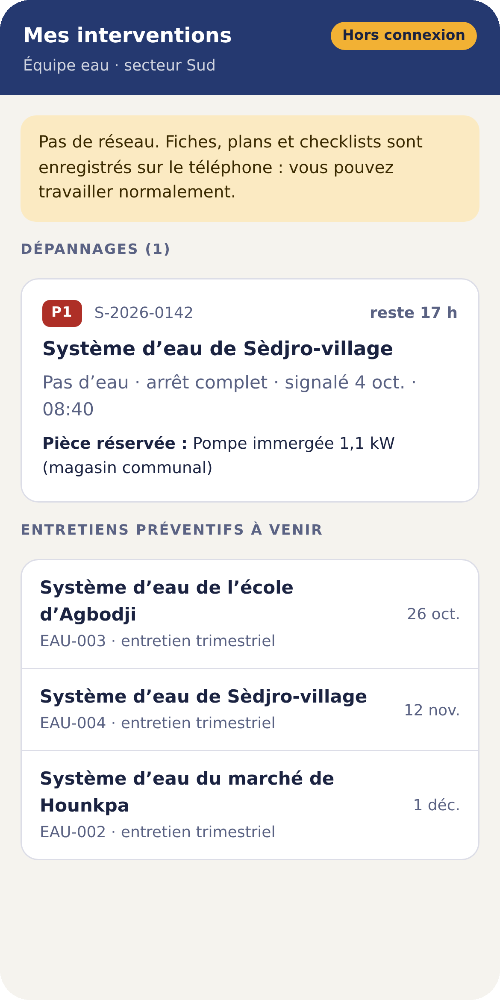 Mes interventions
Hors connexion
Équipe eau · secteur Sud
Pas de réseau. Fiches, plans et checklists sont
enregistrés sur le téléphone : vous pouvez
travailler normalement.
DÉPANNAGES (1)
P1 S-2026-0142 reste 17 h
Système d’eau de Sèdjro-village
Pas d’eau · arrêt complet · signalé 4 oct. ·
08:40
Pièce réservée : Pompe immergée 1,1 kW
(magasin communal)
ENTRETIENS PRÉVENTIFS À VENIR
Système d’eau de l’école
d’Agbodji
26 oct.
EAU-003 · entretien trimestriel
Système d’eau de Sèdjro-village
12 nov.
EAU-004 · entretien trimestriel
Système d’eau du marché de
Hounkpa
1 déc.
EAU-002 · entretien trimestriel